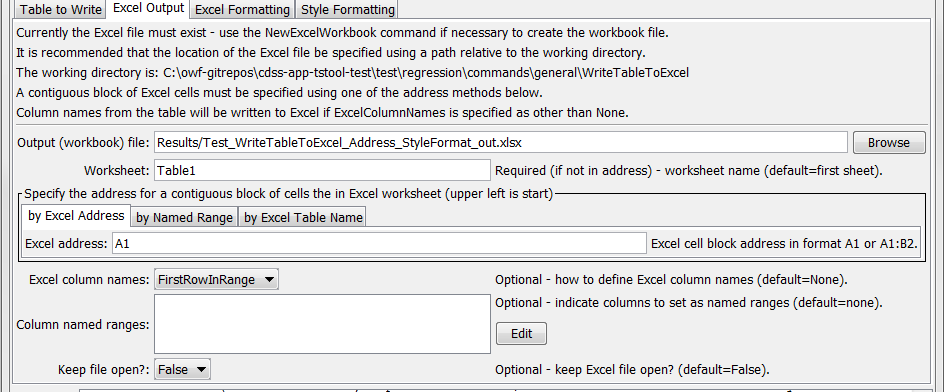 Table to Write Excel Output Excel Formatting Style Formatting
Currently the Excel file must exist - use the NewExcelWorkbook command if necessary to create the workbook file.
It is recommended that the location of the Excel file be specified using a path relative to the working directory.
The working directory is: C:\owf-gitrepos\cdss-app-tstool-test\test\regression\commands\general\WriteTableToExcel
A contiguous block of Excel cells must be specified using one of the address methods below.
Column names from the table will be written to Excel if ExcelColumnNames is specified as other than None.
Output (workbook) file: Results/Test_WriteTableToExcel_Address_StyleFormat_out.xlsx Browse
Worksheet: Table1 Required (if not in address) - worksheet name (default=first sheet).
Specify the address for a contiguous block of cells the in Excel worksheet (upper left is start)
by Excel Address by Named Range by Excel Table Name
Excel address: A1 Excel cell block address in format A1 or A1:B2.
Excel column names: FirstRowInRange Optional - how to define Excel column names (default=None).
Column named ranges: Optional - indicate columns to set as named ranges (default=none).
Edit
Keep file open?: False Optional - keep Excel file open? (default=False).